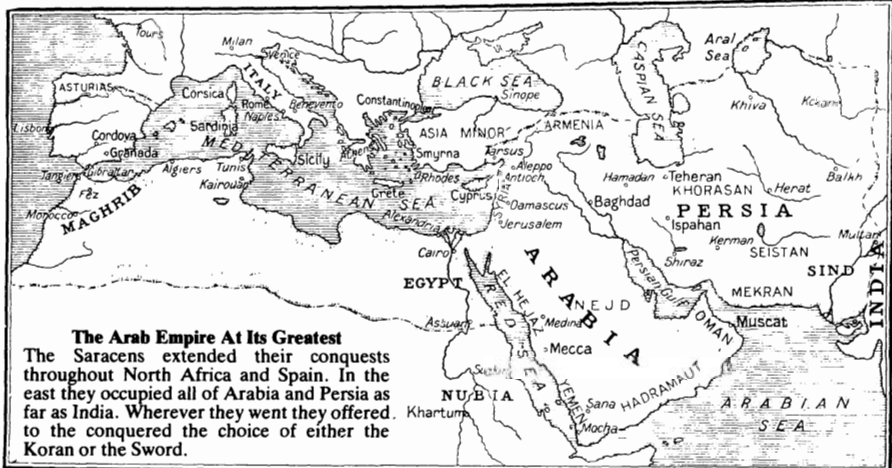 Tours
Milan
Venice
ITALY
ASTURIAS
Corsica
Rome
Benevento
Naples
Constantinople
BLACK SEA
Sinope
CASPIAN SEA
Aral
Sea
Khiva
Lisbon
Cordova
Granada
Sardinia
MEDITERRANEAN SEA
Sicily
Athens
ASIA MINOR
Smyrna
ARMENIA
Tarsus
Aleppo
Antioch
Hamadan
Teheran
KHORASAN
Herat
Balkh
Tangiers
Gibraltar
Algiers
Tunis
Kairouan
Fez
Morocco
MAGHRIB
Crete
Rhodes
Cyprus
SYRIA
Damascus
Jerusalem
Baghdad
PERSIA
Ispahan
Kerman
Shiraz
SEISTAN
Multan
SIND
INDIA
MEKRAN
Alexandria
Cairo
EGYPT
ARABIA
Persian Gulf
EL HEJAZ
NEJD
OMAN
Muscat
Assuan
Medina
Mecca
RED SEA
NUBIA
Khartum
YEMEN
Sana
HADRAMAUT
Mocha
ARABIAN
SEA
The Arab Empire At Its Greatest
The Saracens extended their conquests
throughout North Africa and Spain. In the
east they occupied all of Arabia and Persia as
far as India. Wherever they went they offered
to the conquered the choice of either the
Koran or the Sword.